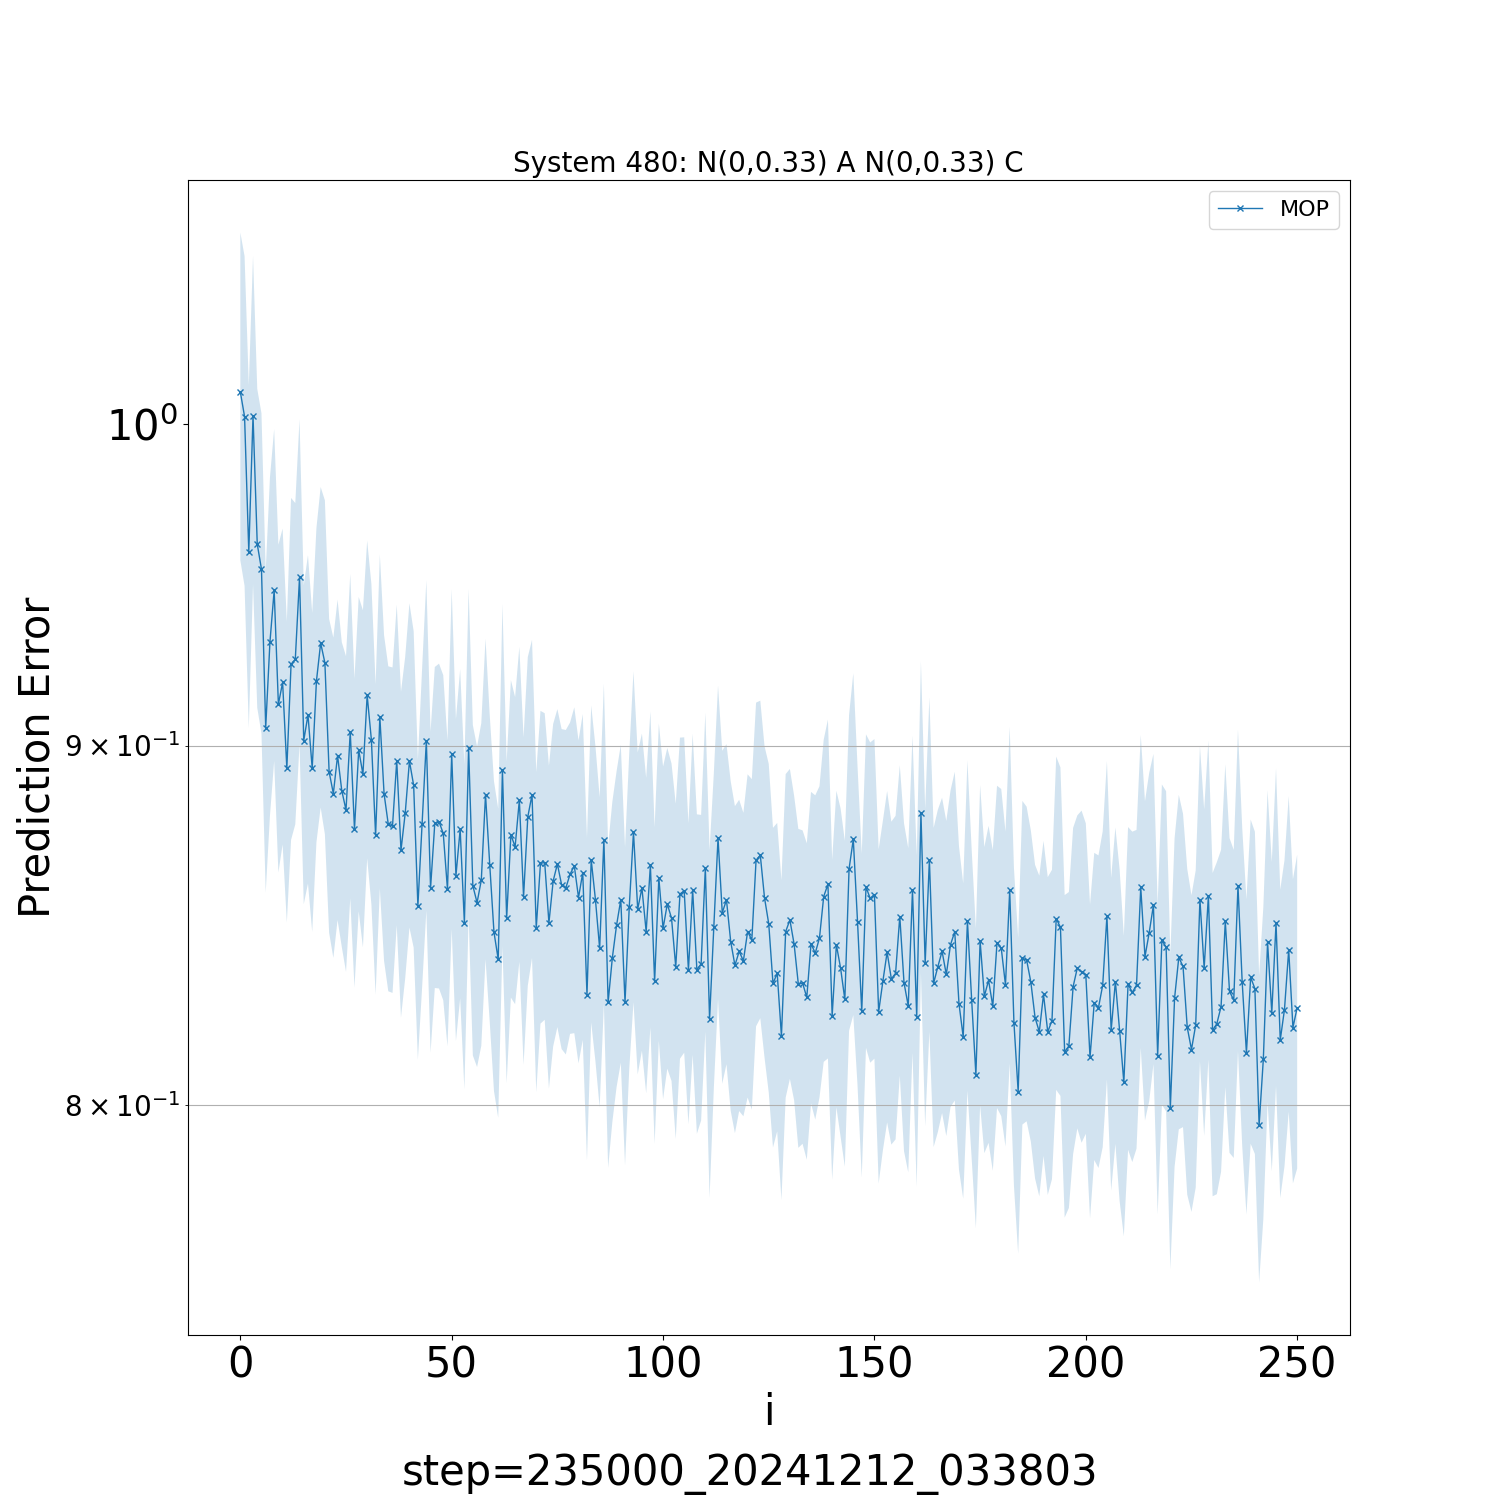 System 480: N(0,0.33) A N(0,0.33) C
MOP
Prediction Error
10⁰
9 × 10⁻¹
8 × 10⁻¹
0 50 100 150 200 250
i
step=235000_20241212_033803